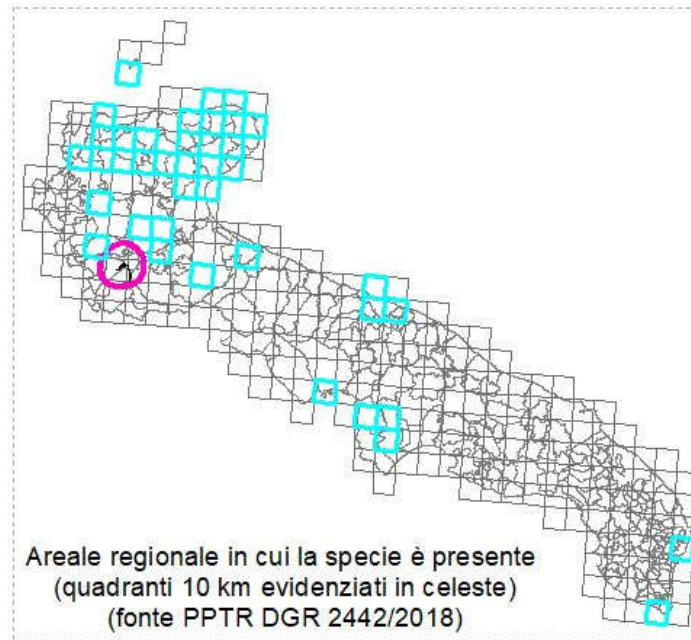 Areale regionale in cui la specie è presente
(quadranti 10 km evidenziati in celeste)
(fonte PPTR DGR 2442/2018)